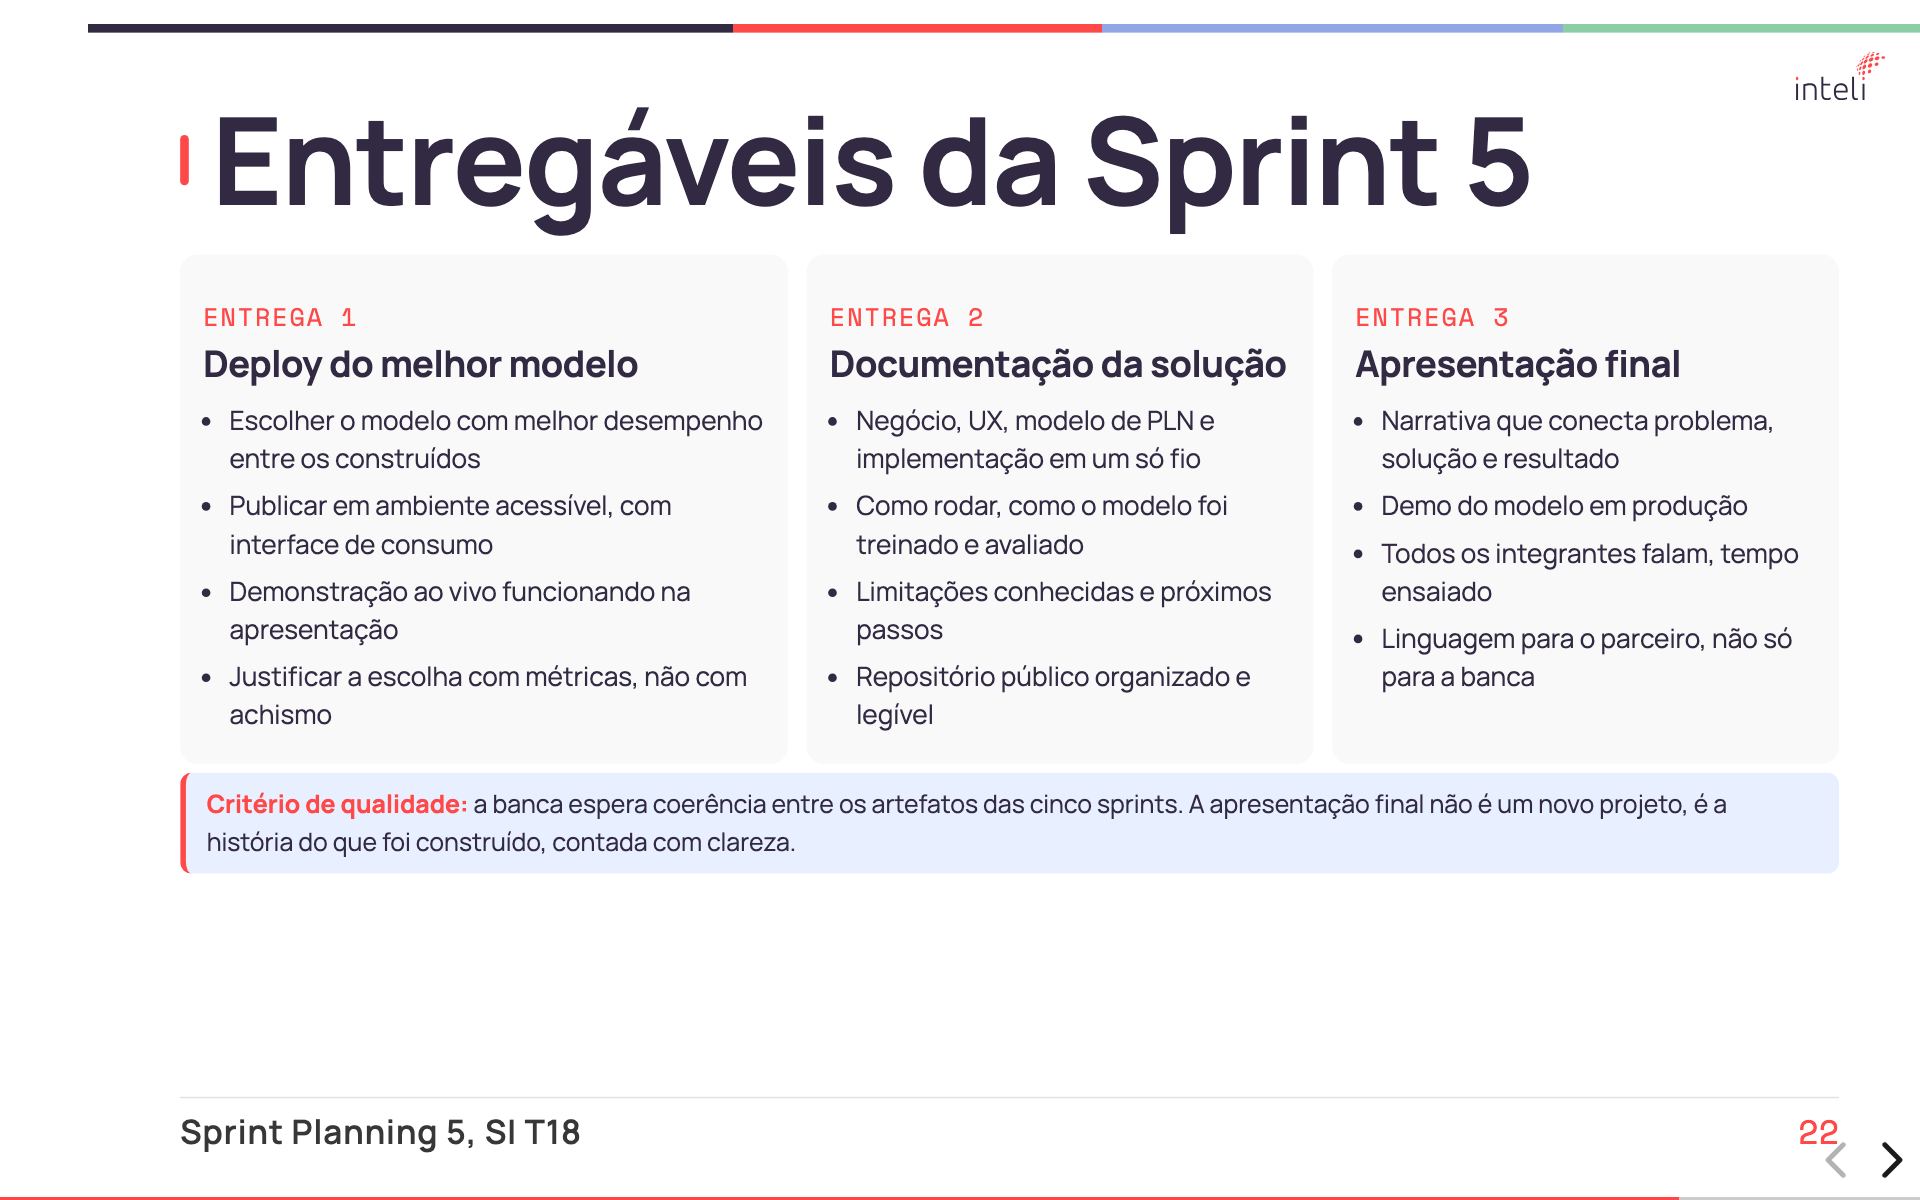 inteli
Entregáveis da Sprint 5
ENTREGA 1
Deploy do melhor modelo
• Escolher o modelo com melhor desempenho
entre os construídos
• Publicar em ambiente acessível, com
interface de consumo
• Demonstração ao vivo funcionando na
apresentação
• Justificar a escolha com métricas, não com
achismo
ENTREGA 2
Documentação da solução
• Negócio, UX, modelo de PLN e
implementação em um só fio
• Como rodar, como o modelo foi
treinado e avaliado
• Limitações conhecidas e próximos
passos
• Repositório público organizado e
legível
ENTREGA 3
Apresentação final
• Narrativa que conecta problema,
solução e resultado
• Demo do modelo em produção
• Todos os integrantes falam, tempo
ensaiado
• Linguagem para o parceiro, não só
para a banca
Critério de qualidade: a banca espera coerência entre os artefatos das cinco sprints. A apresentação final não é um novo projeto, é a
história do que foi construído, contada com clareza.
Sprint Planning 5, SI T18
22